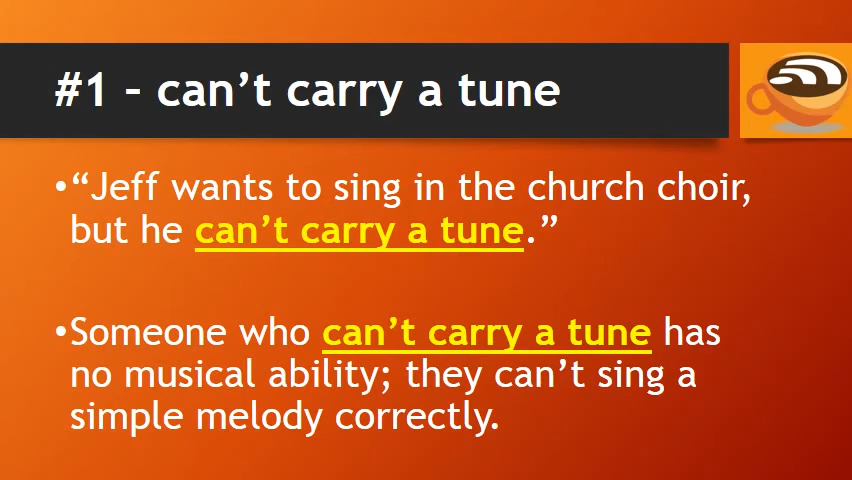 #1 – can’t carry a tune
•“Jeff wants to sing in the church choir,
but he can’t carry a tune.”
•Someone who can’t carry a tune has
no musical ability; they can’t sing a
simple melody correctly.